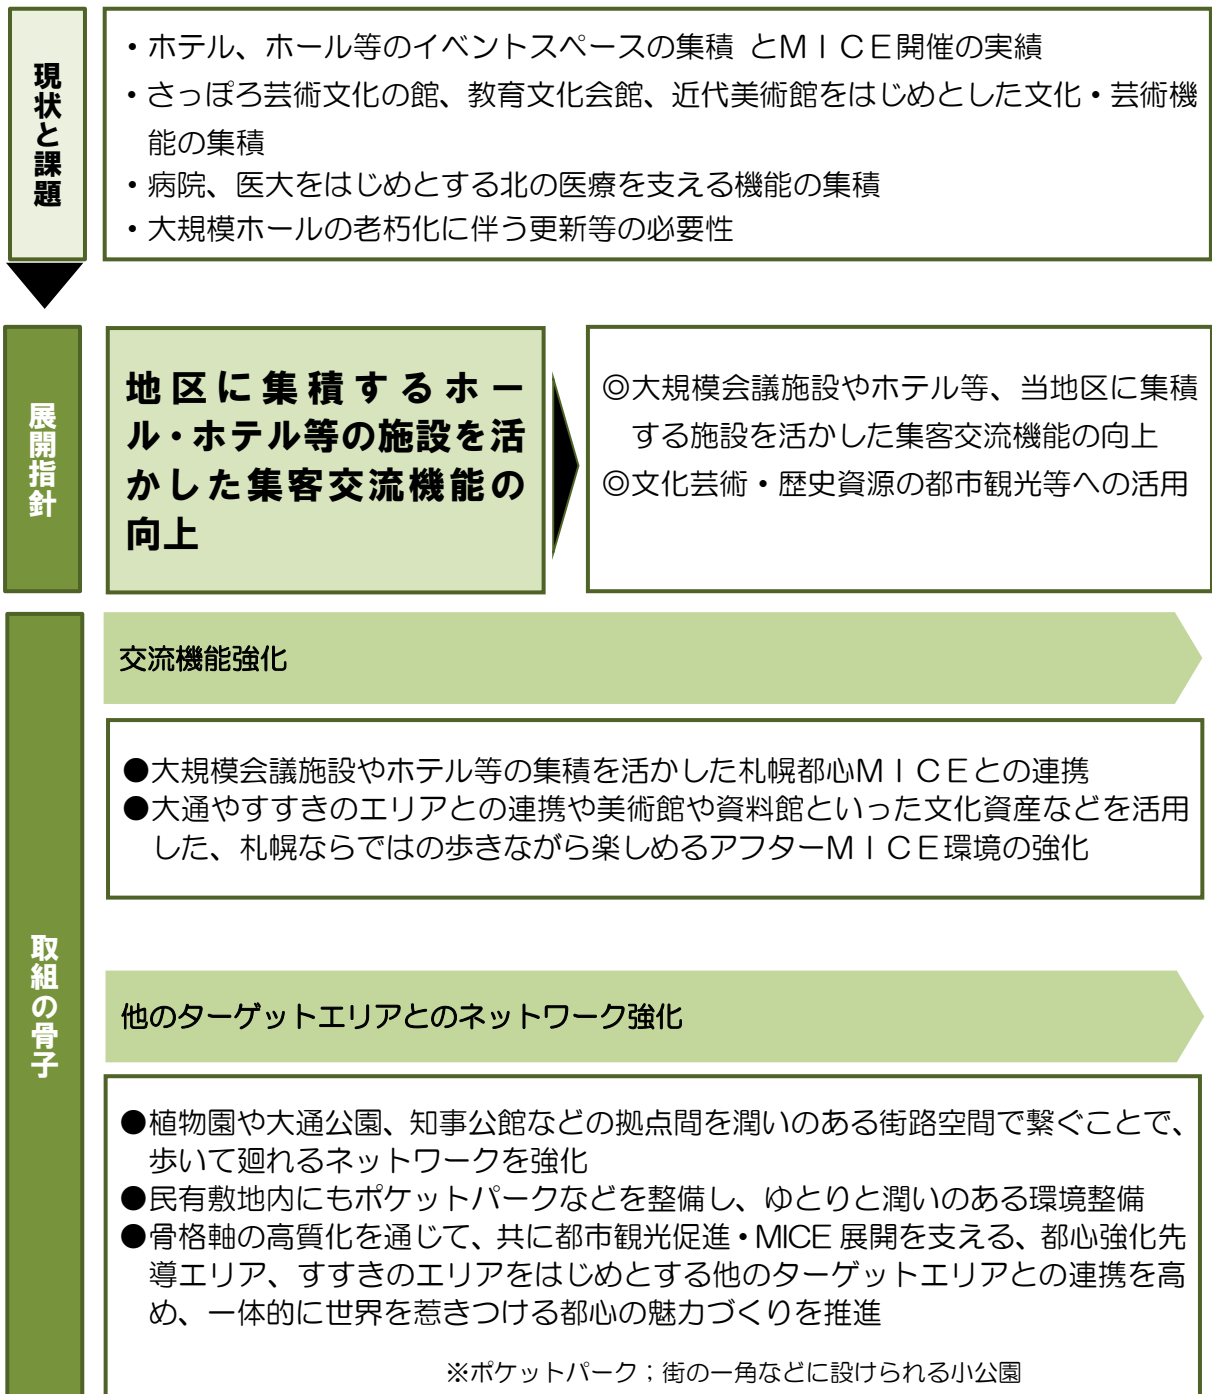 現状と課題
・ホテル、ホール等のイベントスペースの集積 とＭＩＣＥ開催の実績
・さっぽろ芸術文化の館、教育文化会館、近代美術館をはじめとした文化・芸術機
能の集積
・病院、医大をはじめとする北の医療を支える機能の集積
・大規模ホールの老朽化に伴う更新等の必要性
展開指針
地区に集積するホー
ル・ホテル等の施設を活
かした集客交流機能の
向上
◎大規模会議施設やホテル等、当地区に集積
する施設を活かした集客交流機能の向上
◎文化芸術・歴史資源の都市観光等への活用
取組の骨子
交流機能強化
●大規模会議施設やホテル等の集積を活かした札幌都心ＭＩＣＥとの連携
●大通やすすきのエリアとの連携や美術館や資料館といった文化資産などを活用
した、札幌ならではの歩きながら楽しめるアフターＭＩＣＥ環境の強化
他のターゲットエリアとのネットワーク強化
●植物園や大通公園、知事公館などの拠点間を潤いのある街路空間で繋ぐことで、
歩いて廻れるネットワークを強化
●民有敷地内にもポケットパークなどを整備し、ゆとりと潤いのある環境整備
●骨格軸の高質化を通じて、共に都市観光促進・MICE 展開を支える、都心強化先
導エリア、すすきのエリアをはじめとする他のターゲットエリアとの連携を高
め、一体的に世界を惹きつける都心の魅力づくりを推進
※ポケットパーク；街の一角などに設けられる小公園